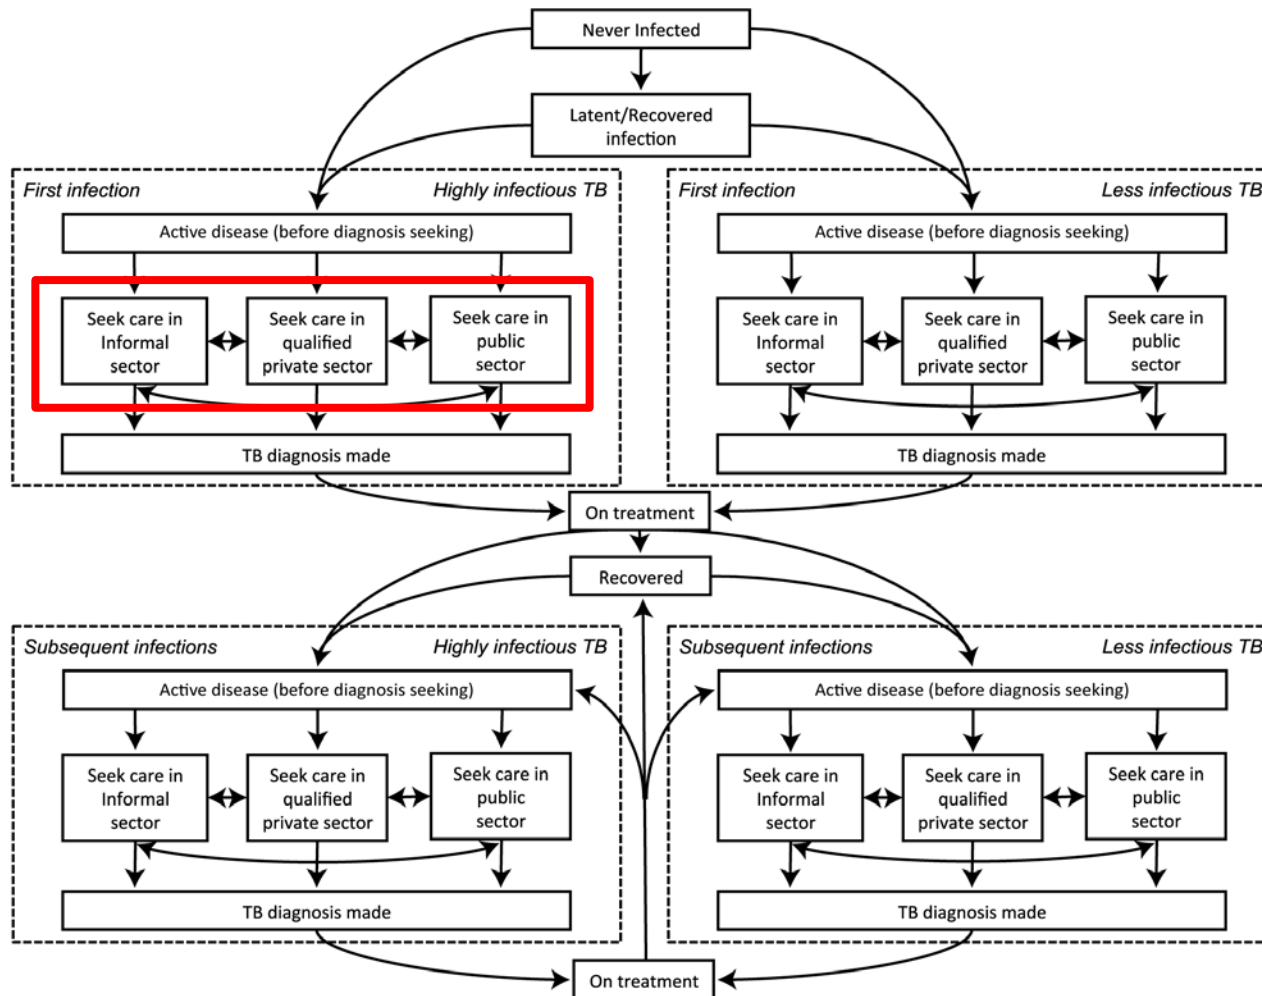 Never Infected
Latent/Recovered
infection
First infection
Highly infectious TB
Active disease (before diagnosis seeking)
Seek care in
Informal
sector
Seek care in
qualified
private sector
Seek care in
public
sector
TB diagnosis made
First infection
Less infectious TB
Active disease (before diagnosis seeking)
Seek care in
Informal
sector
Seek care in
qualified
private sector
Seek care in
public
sector
TB diagnosis made
On treatment
Recovered
Subsequent infections
Highly infectious TB
Active disease (before diagnosis seeking)
Seek care in
Informal
sector
Seek care in
qualified
private sector
Seek care in
public
sector
TB diagnosis made
Subsequent infections
Less infectious TB
Active disease (before diagnosis seeking)
Seek care in
Informal
sector
Seek care in
qualified
private sector
Seek care in
public
sector
TB diagnosis made
On treatment